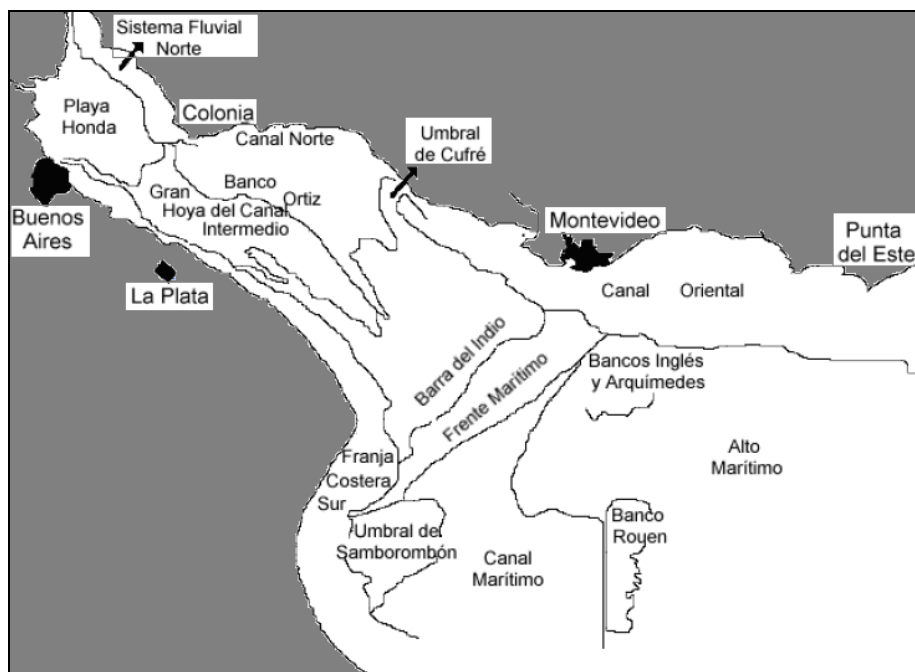 Sistema Fluvial
Norte
Playa
Honda
Colonia
Canal Norte
Umbral
de Cufré
Banco
Ortiz
Gran
Hoya del Canal
Intermedio
Buenos
Aires
La Plata
Montevideo
Punta
del Este
Canal Oriental
Barra del Indio
Frente Marítimo
Bancos Inglés
y Arquímedes
Alto
Marítimo
Franja
Costera
Sur
Umbral de
Samborombón
Canal
Marítimo
Banco
Rouen